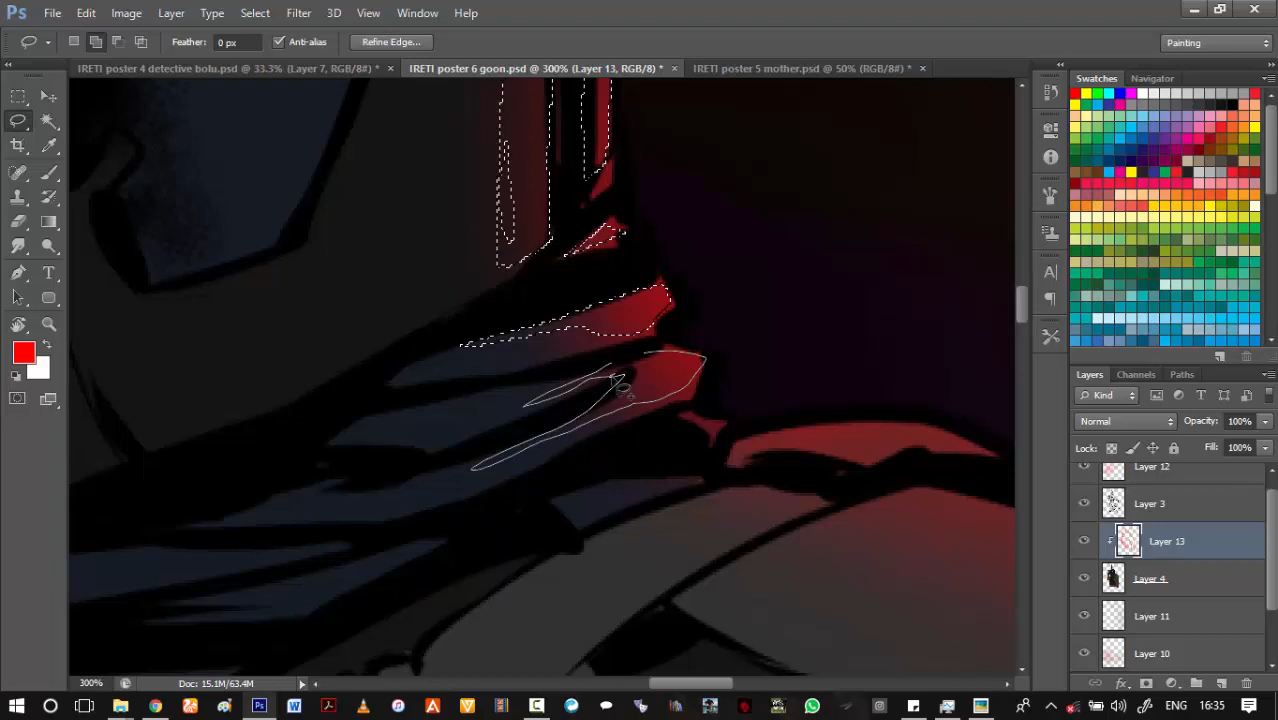 Ps File Edit Image Layer Type Select Filter 3D View Window Help
Feather: 0 px Anti-alias Refine Edge... Painting
IRETI poster 4 detective bolu.psd @ 33.3% (Layer 7, RGB/8#) * × IRETI poster 6 goon.psd @ 300% (Layer 13, RGB/8) * × IRETI poster 5 mother.psd @ 50% (RGB/8#) * ×
Swatches Navigator
Layers Channels Paths
Kind
Normal Opacity: 100%
Lock: Fill: 100%
Layer 12
Layer 3
Layer 13
Layer 4
Layer 11
Layer 10
300% Doc: 15.1M/63.4M
ENG 16:35